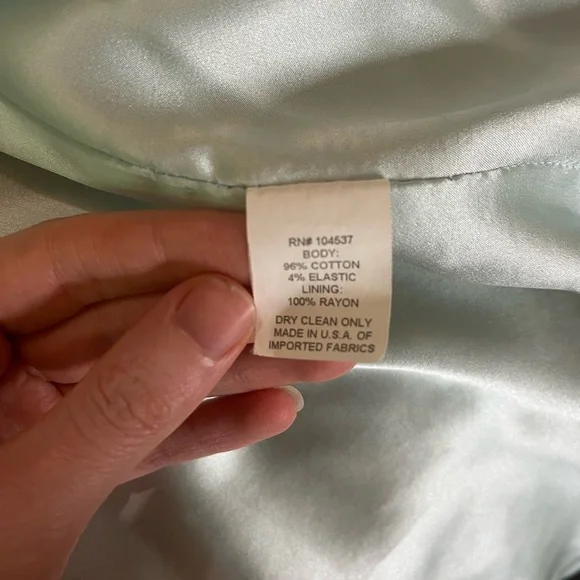 RN# 104537
BODY:
96% COTTON
4% ELASTIC
LINING:
100% RAYON
DRY CLEAN ONLY
MADE IN U.S.A. OF
IMPORTED FABRICS